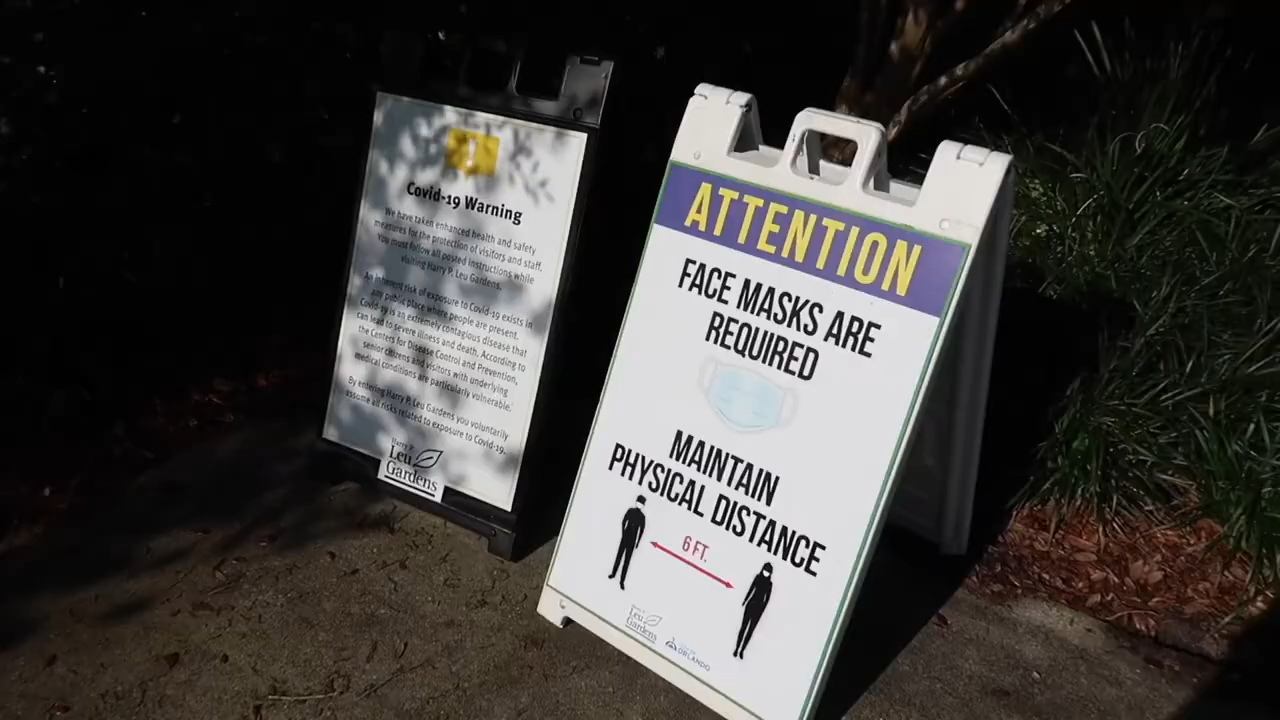 !
Covid-19 Warning
We have taken enhanced health and safety
measures for the protection of visitors and staff.
You must follow all posted instructions while
visiting Harry P. Leu Gardens.
An inherent risk of exposure to Covid-19 exists in
any public place where people are present.
Covid-19 is an extremely contagious disease that
can lead to severe illness and death. According to
the Centers for Disease Control and Prevention,
senior citizens and visitors with underlying
medical conditions are particularly vulnerable.
By entering Harry P. Leu Gardens you voluntarily
assume all risks related to exposure to Covid-19.
Harry P.
Leu
Gardens
ATTENTION
FACE MASKS ARE
REQUIRED
MAINTAIN
PHYSICAL DISTANCE
6 FT.
Leu
Gardens
ORLANDO